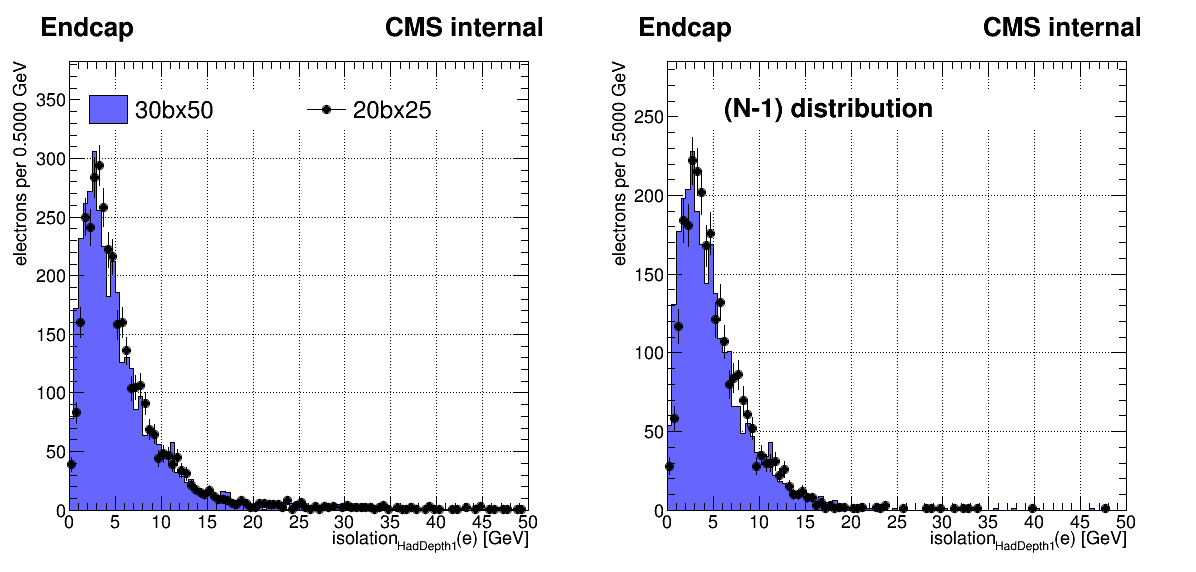 Endcap CMS internal
electrons per 0.5000 GeV
350
300
250
200
150
100
50
0
30bx50 20bx25
0 5 10 15 20 25 30 35 40 45 50
isolation_HadDepth1(e) [GeV]
Endcap CMS internal
electrons per 0.5000 GeV
250
200
150
100
50
0
(N-1) distribution
0 5 10 15 20 25 30 35 40 45 50
isolation_HadDepth1(e) [GeV]